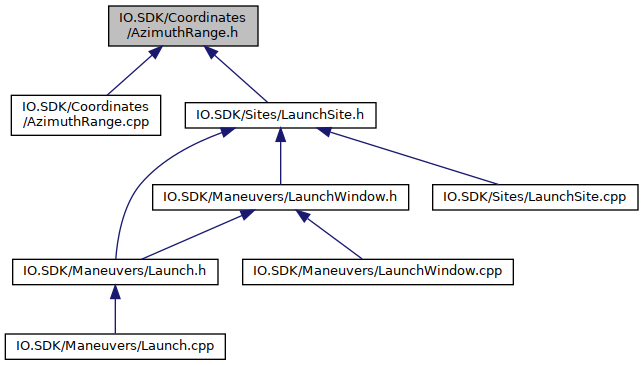 IO.SDK/Coordinates
/AzimuthRange.h
IO.SDK/Coordinates
/AzimuthRange.cpp
IO.SDK/Sites/LaunchSite.h
IO.SDK/Maneuvers/LaunchWindow.h
IO.SDK/Sites/LaunchSite.cpp
IO.SDK/Maneuvers/Launch.h
IO.SDK/Maneuvers/LaunchWindow.cpp
IO.SDK/Maneuvers/Launch.cpp